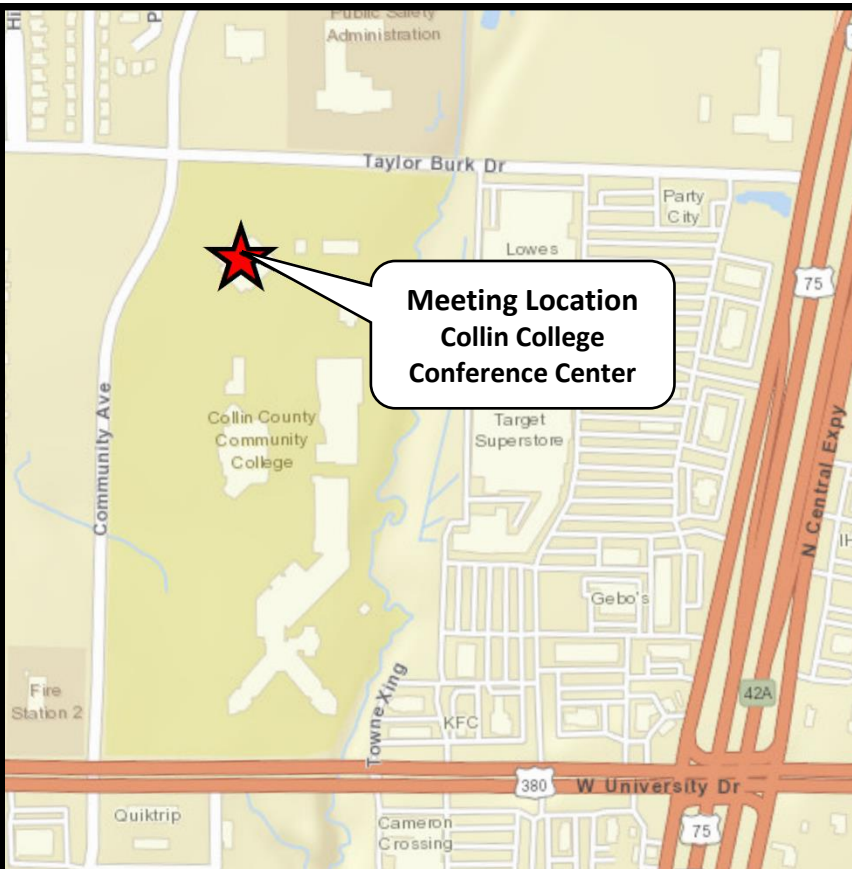 Hi
P
Public Safety
Administration
Taylor Burk Dr
Party
City
Lowes
75
Meeting Location
Collin College
Conference Center
Community Ave
Collin County
Community
College
Target
Superstore
N Central Expy
IH
Gebo's
42A
Fire
Station 2
Towne Xing
KFC
380
W University Dr
Quiktrip
Cameron
Crossing
75